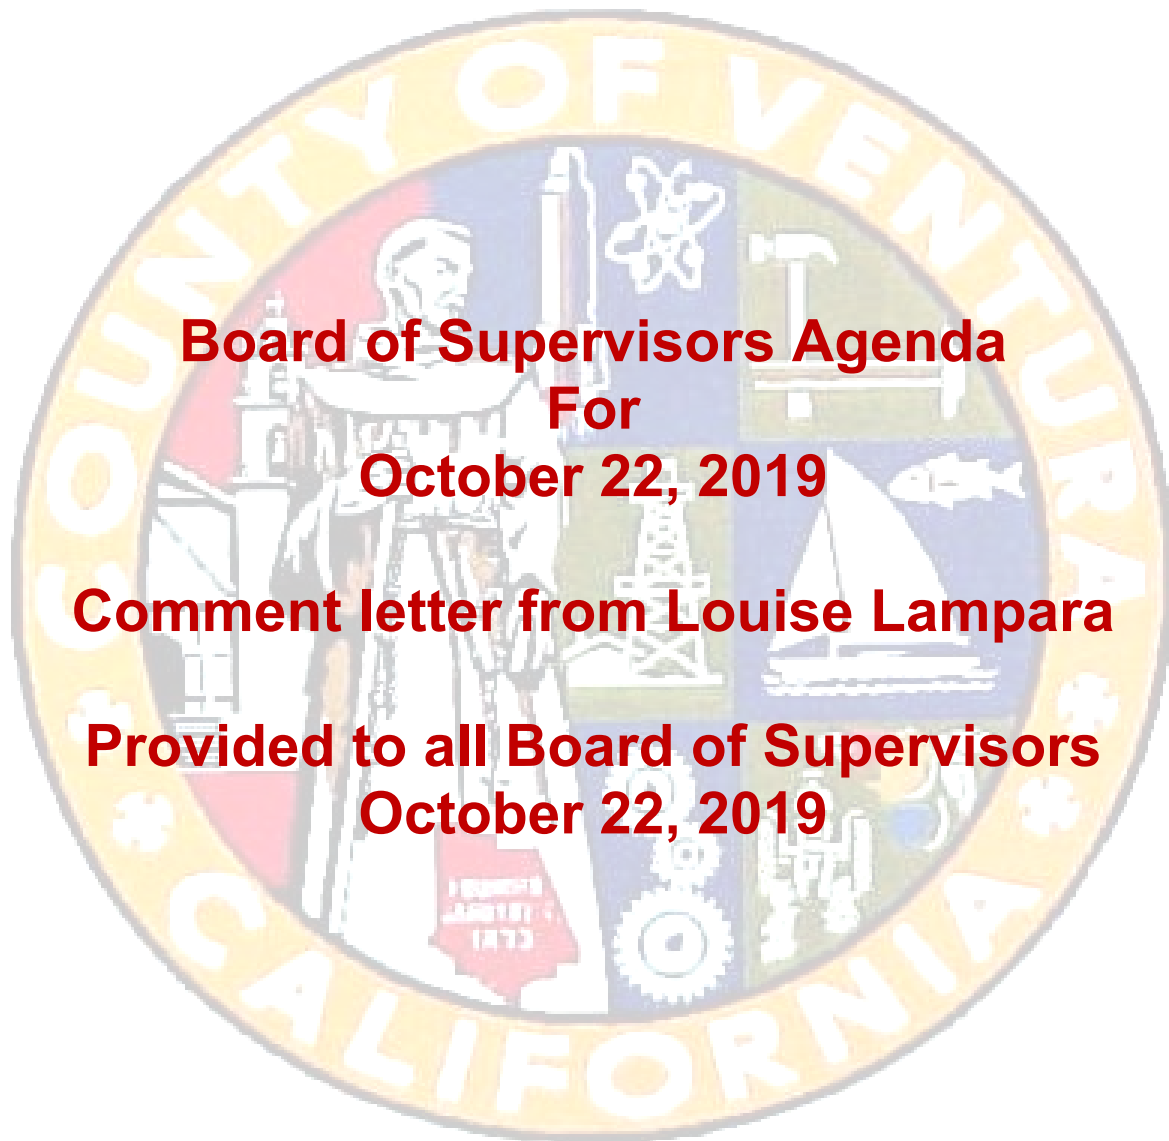 COUNTY OF VENTURA
Board of Supervisors Agenda
For
October 22, 2019
Comment letter from Louise Lampara
Provided to all Board of Supervisors
October 22, 2019
1873
CALIFORNIA